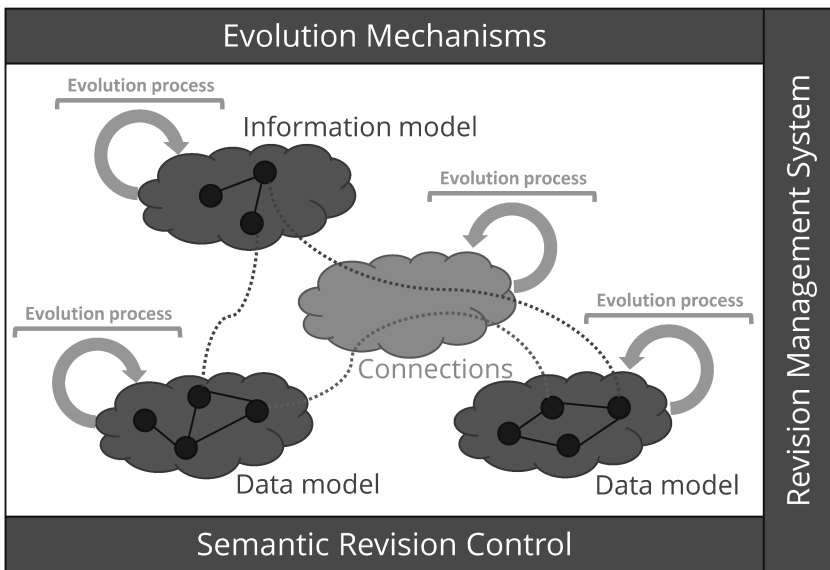 Evolution Mechanisms
Evolution process
Information model
Evolution process
Evolution process
Evolution process
Connections
Data model
Data model
Semantic Revision Control
Revision Management System